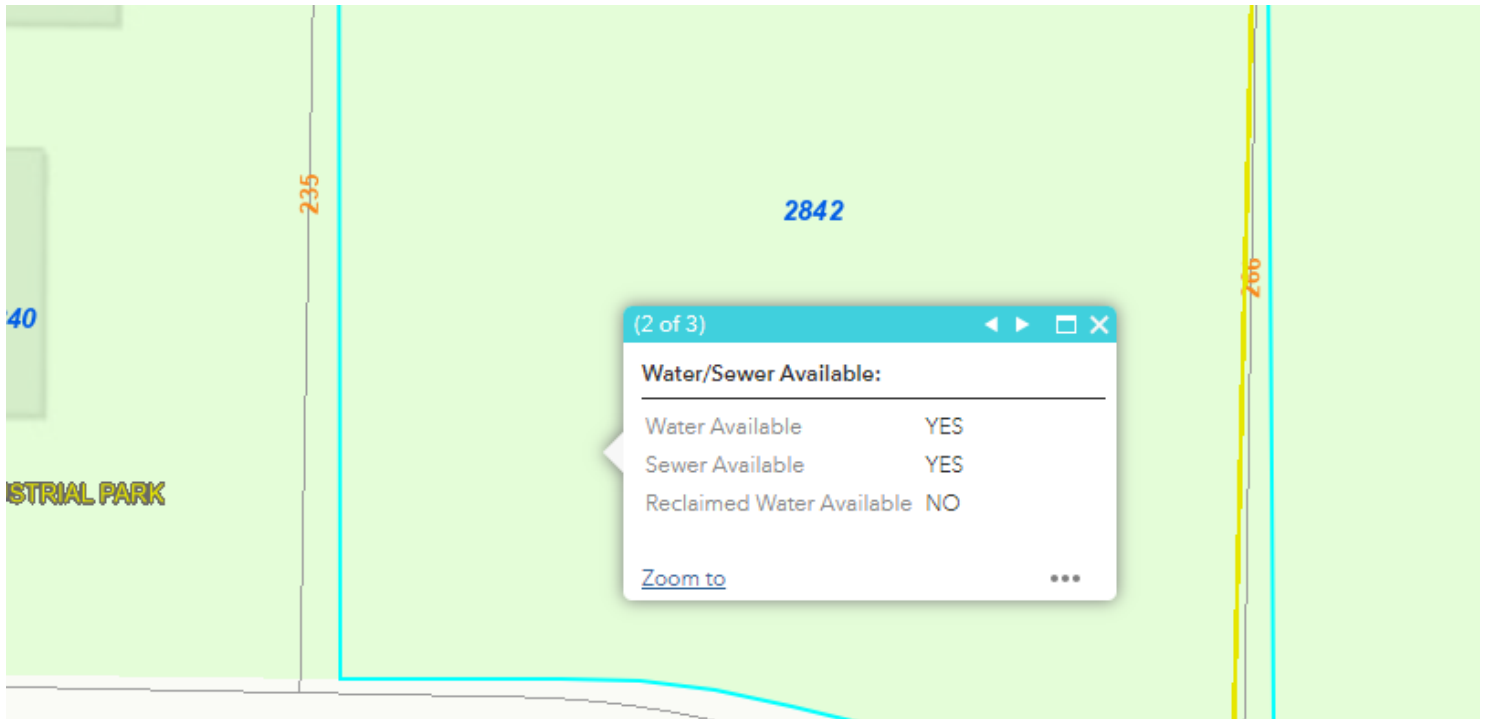 235
2842
266
40
(2 of 3)
Water/Sewer Available:
Water Available YES
Sewer Available YES
Reclaimed Water Available NO
STRIAL PARK
Zoom to